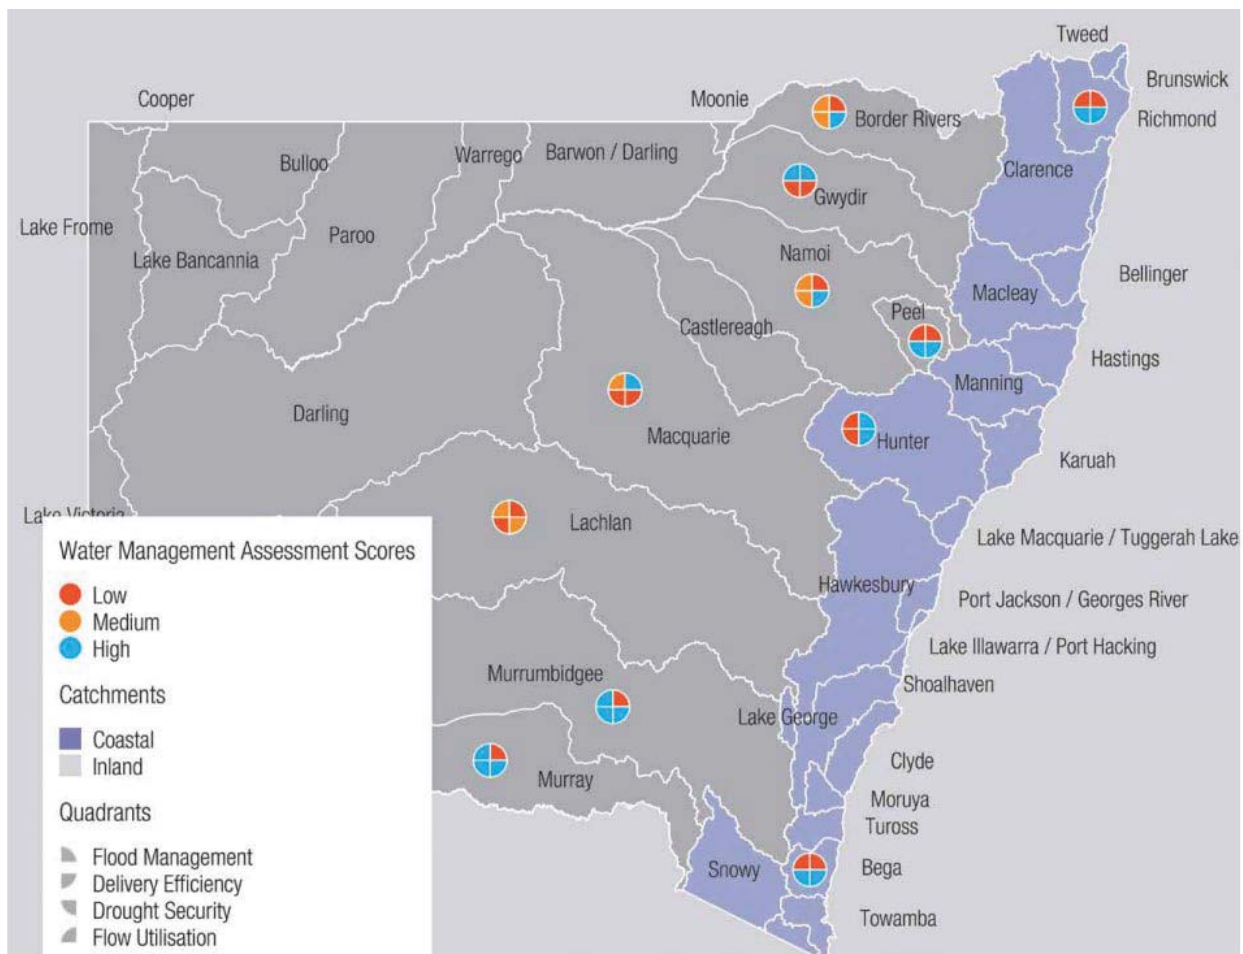 Tweed
Brunswick
Cooper
Moonie
Border Rivers
Richmond
Bulloo
Warrego
Barwon / Darling
Clarence
Gwydir
Lake Frome
Paroo
Lake Bancannia
Namoi
Bellinger
Macleay
Peel
Castlereagh
Hastings
Manning
Darling
Macquarie
Hunter
Karuah
Lake Victoria
Lachlan
Lake Macquarie / Tuggerah Lake
Hawkesbury
Port Jackson / Georges River
Lake Illawarra / Port Hacking
Murrumbidgee
Shoalhaven
Lake George
Clyde
Murray
Moruya
Tuross
Snowy
Bega
Towamba
Water Management Assessment Scores
Low
Medium
High
Catchments
Coastal
Inland
Quadrants
Flood Management
Delivery Efficiency
Drought Security
Flow Utilisation